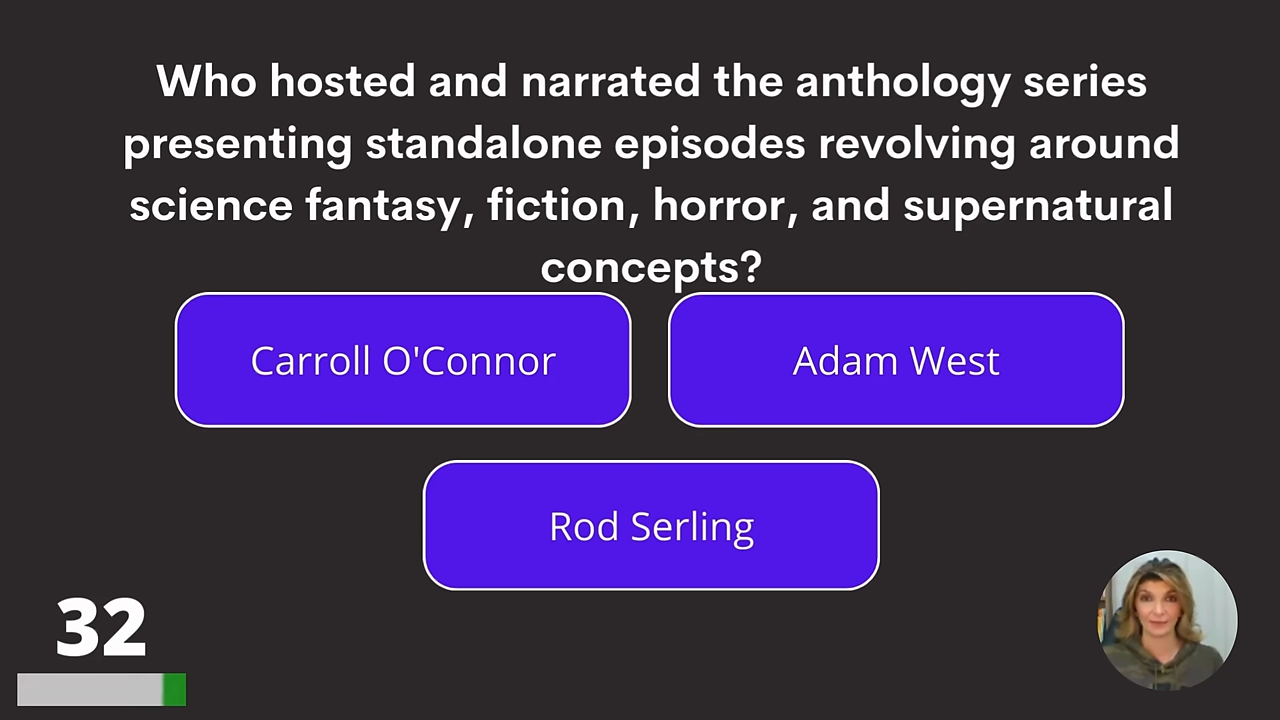 Who hosted and narrated the anthology series
presenting standalone episodes revolving around
science fantasy, fiction, horror, and supernatural
concepts?
Carroll O'Connor
Adam West
Rod Serling
32